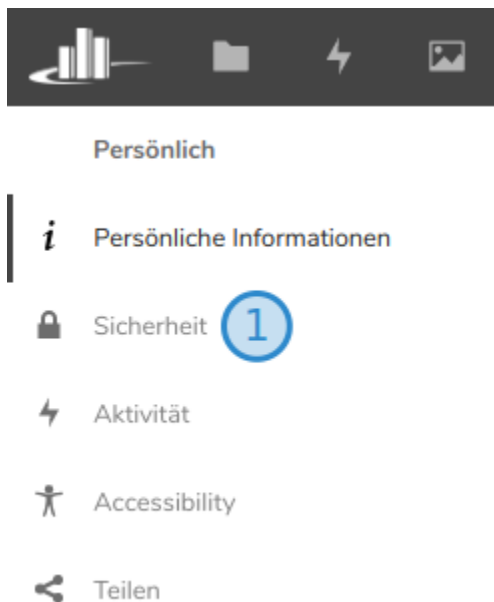 Persönlich
Persönliche Informationen
Sicherheit 1
Aktivität
Accessibility
Teilen